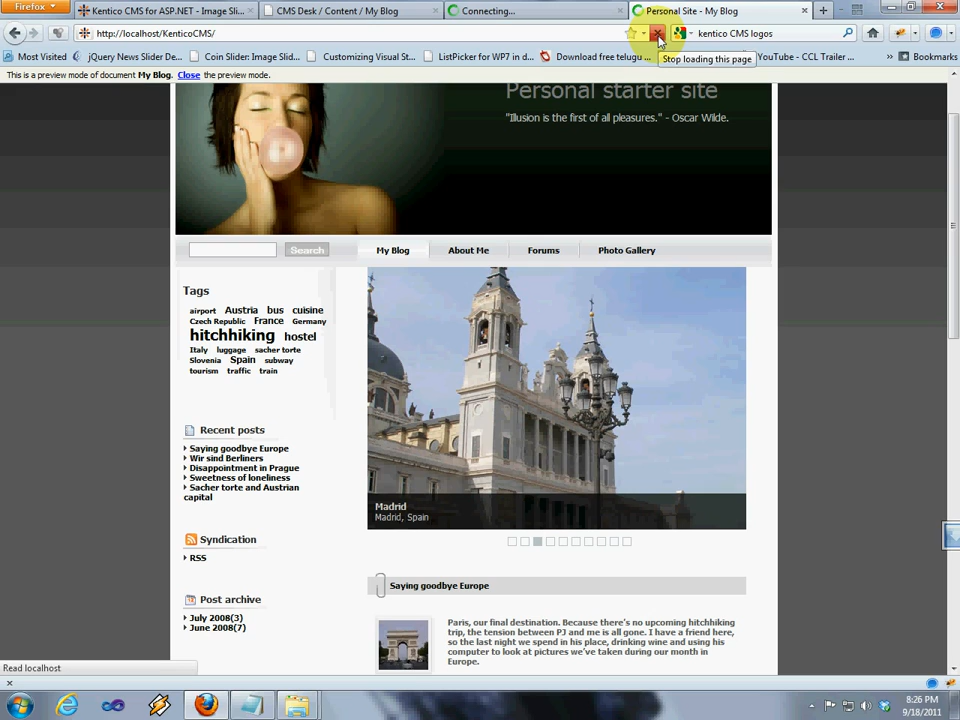 Firefox
Kentico CMS for ASP.NET - Image Slid...
CMS Desk / Content / My Blog
Connecting...
Personal Site - My Blog
http://localhost/KenticoCMS/
kentico CMS logos
Most Visited
jQuery News Slider De...
Coin Slider: Image Slid...
Customizing Visual St...
ListPicker for WP7 in d...
Download free telugu ...
YouTube - CCL Trailer ...
»
Bookmarks
Stop loading this page
This is a preview mode of document My Blog. Close the preview mode.
Personal starter site
"Illusion is the first of all pleasures." - Oscar Wilde.
Search
My Blog
About Me
Forums
Photo Gallery
Tags
airport Austria bus cuisine
Czech Republic France Germany
hitchhiking hostel
Italy luggage sacher torte
Slovenia Spain subway
tourism traffic train
Recent posts
Saying goodbye Europe
Wir sind Berliners
Disappointment in Prague
Sweetness of loneliness
Sacher torte and Austrian
capital
Syndication
RSS
Post archive
July 2008(3)
June 2008(7)
Madrid
Madrid, Spain
Saying goodbye Europe
Paris, our final destination. Because there's no upcoming hitchhiking
trip, the tension between PJ and me is all gone. I have a friend here,
so the last night we spend in his place, drinking wine and using his
computer to look at pictures we've taken during our month in
Europe.
Read localhost
8:26 PM
9/18/2011